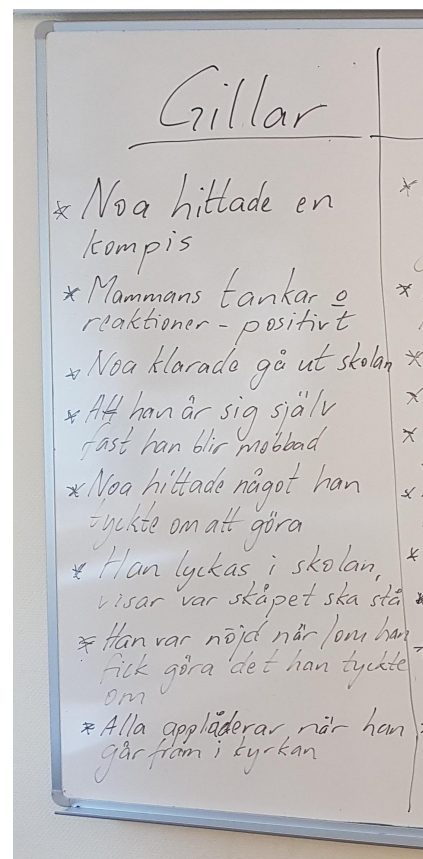 Gillar
* Noa hittade en
kompis
* Mammans tankar o
reaktioner - positivt
* Noa klarade gå ut skolan
* Att han är sig själv
fast han blir mobbad
* Noa hittade något han
tyckte om att göra
* Han lyckas i skolan,
visar var skåpet ska stå
* Han var nöjd när/om han
fick göra det han tyckte
om
* Alla applåderar när han
går fram i kyrkan